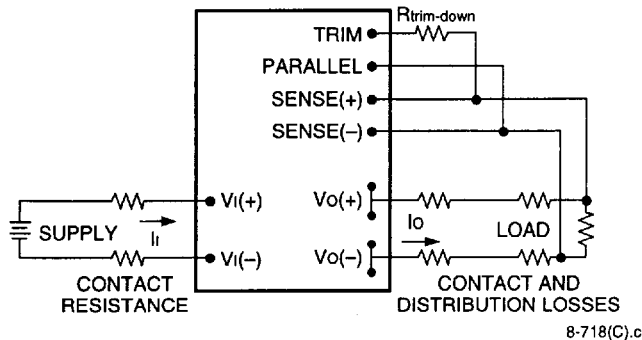 Rtrim-down
TRIM
PARALLEL
SENSE(+)
SENSE(–)
VI(+)
VO(+)
SUPPLY
II
IO
LOAD
VI(–)
VO(–)
CONTACT
RESISTANCE
CONTACT AND
DISTRIBUTION LOSSES
8-718(C).c